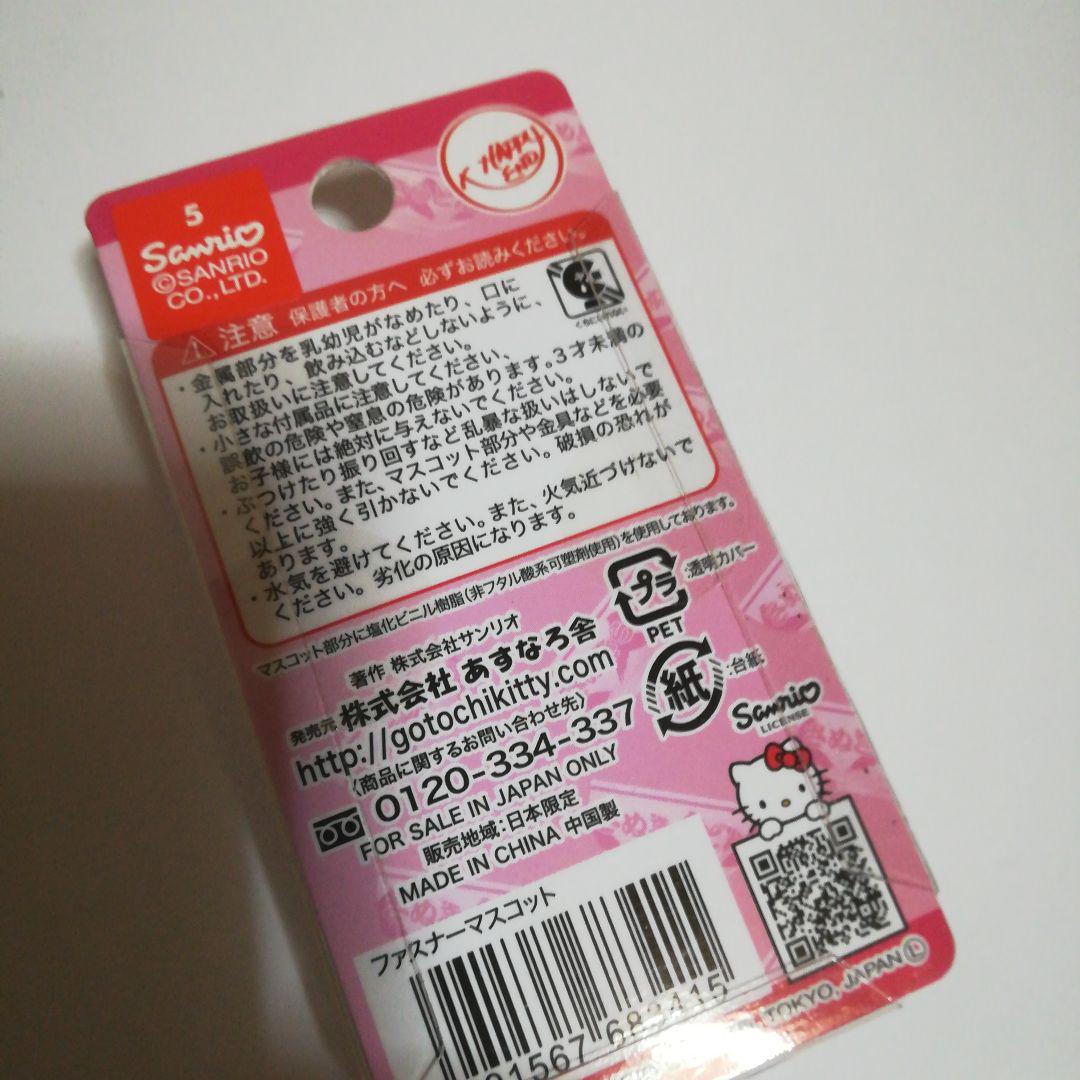 5
Sanrio
©SANRIO
CO.,LTD.
HAPPY
END
注意 保護者の方へ 必ずお読みください。
・金属部分を乳幼児がなめたり、口に
入れたり、飲み込むなどしないように、
お取扱いに注意してください。
・小さな付属品に注意してください、
誤飲の危険や窒息の危険があります。3才未満の
お子様には絶対に与えないでください。
・ぶつけたり振り回すなど乱暴な扱いはしないで
ください。また、マスコット部分や金具などを必要
以上に強く引かないでください。破損の恐れが
あります。
・水気を避けてください。また、火気近づけないで
ください。劣化の原因になります。
マスコット部分に塩化ビニル樹脂(非フタル酸系可塑剤使用)を使用しております。
プラ
:透明カバー
PET
紙
:台紙
著作 株式会社サンリオ
発売元 株式会社 あすなろ舎
http://gotochikitty.com
〈商品に関するお問い合わせ先〉
0120-334-337
FOR SALE IN JAPAN ONLY
販売地域:日本限定
MADE IN CHINA 中国製
Sanrio
LICENSE
ファスナーマスコット
91567 683415
TOKYO, JAPAN Ⓛ